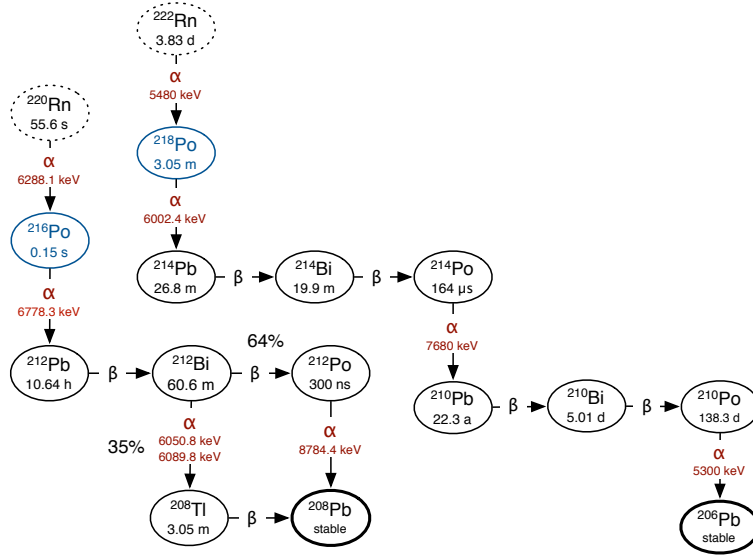 ²²²Rn
3.83 d
α
5480 keV
²²⁰Rn
55.6 s
α
6288.1 keV
²¹⁸Po
3.05 m
α
6002.4 keV
²¹⁶Po
0.15 s
α
6778.3 keV
²¹⁴Pb
26.8 m
β
²¹⁴Bi
19.9 m
β
²¹⁴Po
164 μs
α
7680 keV
²¹²Pb
10.64 h
β
²¹²Bi
60.6 m
64%
β
²¹²Po
300 ns
35%
α
6050.8 keV
6089.8 keV
α
8784.4 keV
²¹⁰Pb
22.3 a
β
²¹⁰Bi
5.01 d
β
²¹⁰Po
138.3 d
α
5300 keV
²⁰⁸Tl
3.05 m
β
²⁰⁸Pb
stable
²⁰⁶Pb
stable